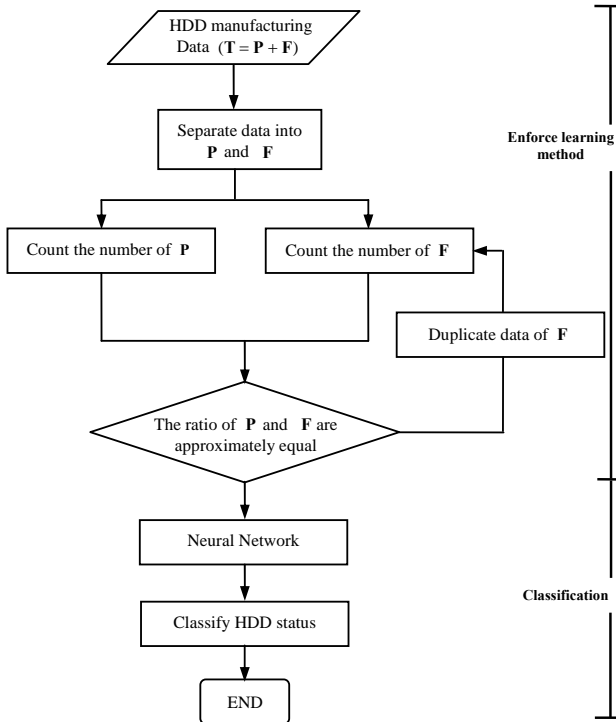 HDD manufacturing
Data (T = P + F)
Separate data into
P and F
Enforce learning
method
Count the number of P
Count the number of F
Duplicate data of F
The ratio of P and F are
approximately equal
Neural Network
Classify HDD status
Classification
END